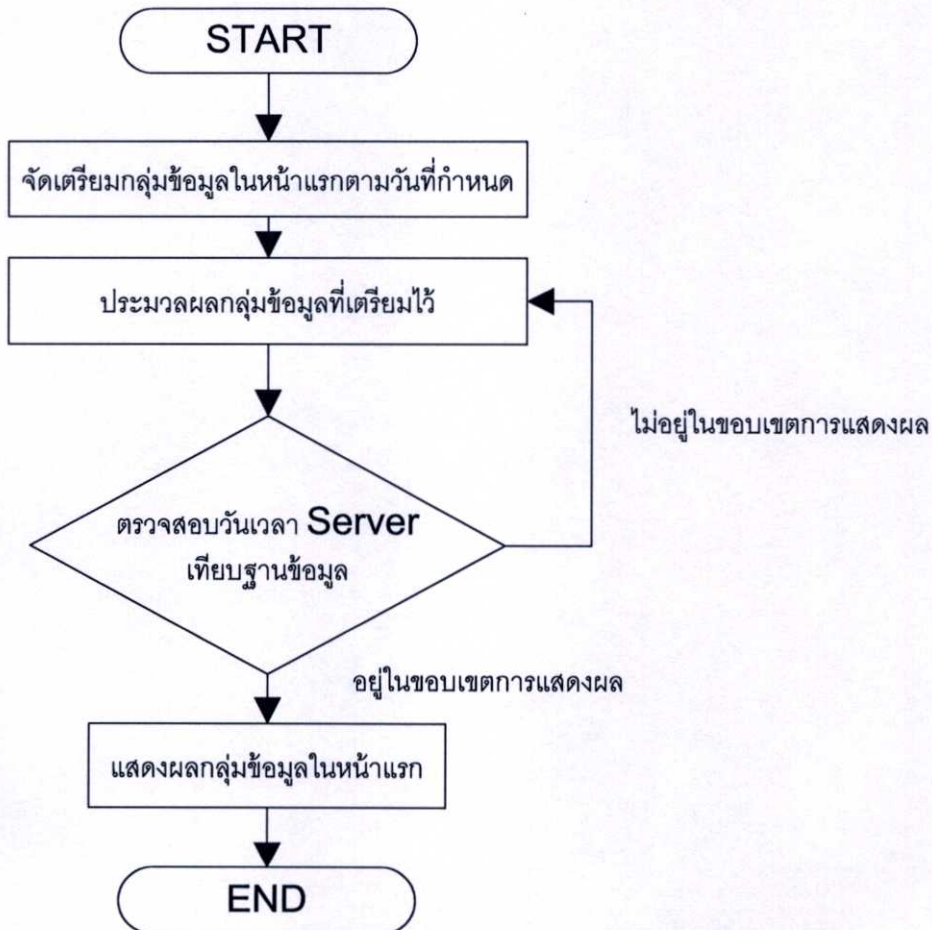 START
จัดเตรียมกลุ่มข้อมูลในหน้าแรกตามวันที่กำหนด
ประมวลผลกลุ่มข้อมูลที่เตรียมไว้
ไม่อยู่ในขอบเขตการแสดงผล
ตรวจสอบวันเวลา Server
เทียบฐานข้อมูล
อยู่ในขอบเขตการแสดงผล
แสดงผลกลุ่มข้อมูลในหน้าแรก
END